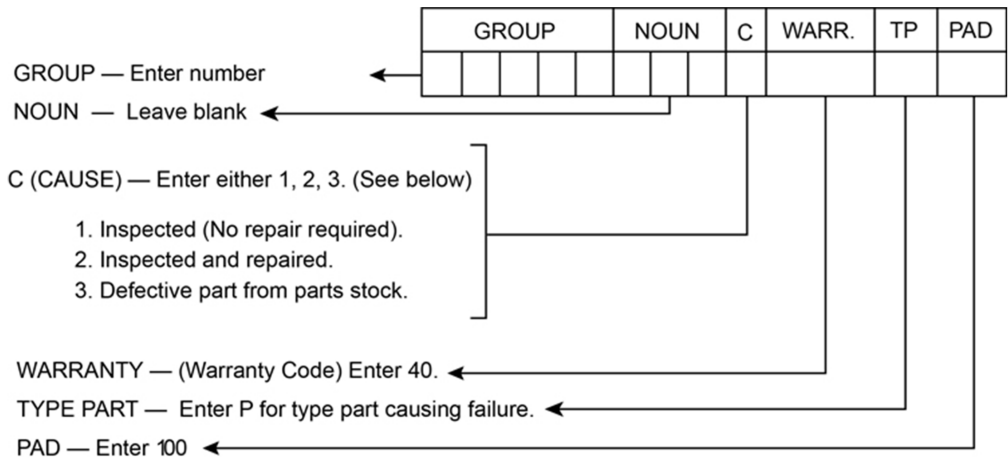 GROUP NOUN C WARR. TP PAD
GROUP — Enter number
NOUN — Leave blank
C (CAUSE) — Enter either 1, 2, 3. (See below)
1. Inspected (No repair required).
2. Inspected and repaired.
3. Defective part from parts stock.
WARRANTY — (Warranty Code) Enter 40.
TYPE PART — Enter P for type part causing failure.
PAD — Enter 100